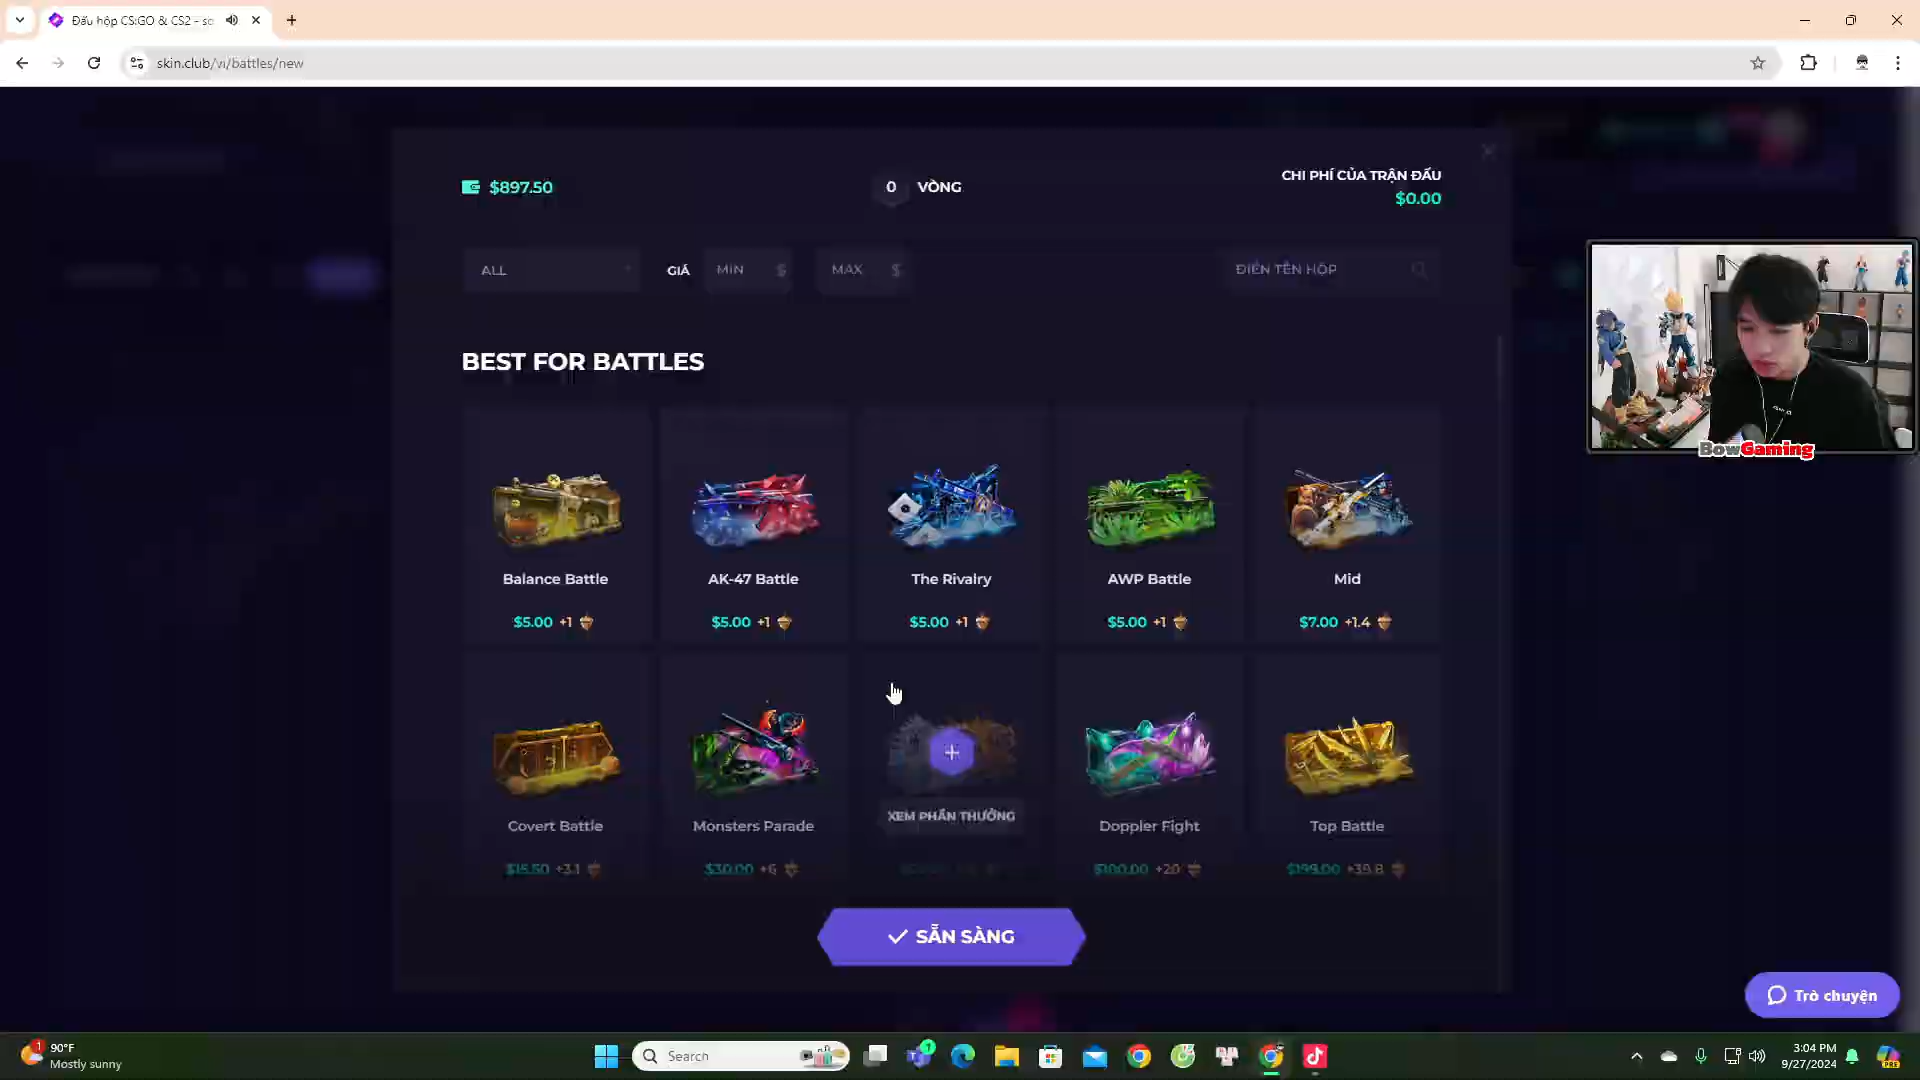 Đấu hộp CS:GO & CS2 - so
skin.club/vi/battles/new
$897.50
0 VÒNG
CHI PHÍ CỦA TRẬN ĐẤU
$0.00
ALL
GIÁ
MIN $
MAX $
ĐIỀN TÊN HỘP
BEST FOR BATTLES
Balance Battle
AK-47 Battle
The Rivalry
AWP Battle
Mid
$5.00 +1
$5.00 +1
$5.00 +1
$5.00 +1
$7.00 +1.4
XEM PHẦN THƯỞNG
Covert Battle
Monsters Parade
Doppler Fight
Top Battle
$15.50 +3.1
$30.00 +6
$100.00 +20
$199.00 +39.8
SẴN SÀNG
BowGaming
Trò chuyện
90°F
Mostly sunny
Search
3:04 PM
9/27/2024